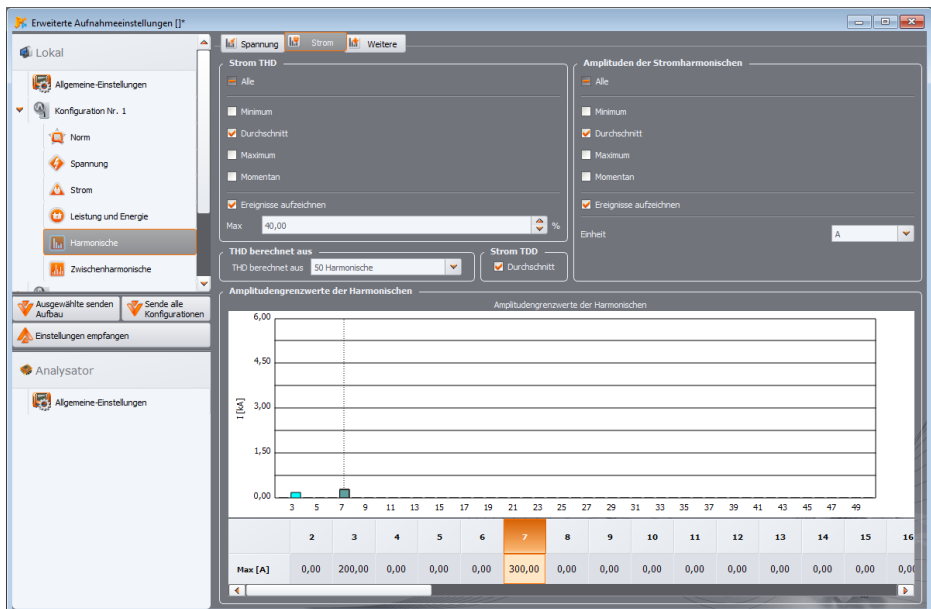 Erweiterte Aufnahmeeinstellungen []*
Lokal
Allgemeine-Einstellungen
Konfiguration Nr. 1
Norm
Spannung
Strom
Leistung und Energie
Harmonische
Zwischenharmonische
Ausgewählte senden Aufbau
Sende alle Konfigurationen
Einstellungen empfangen
Analysator
Allgemeine-Einstellungen
Spannung Strom Weitere
Strom THD
Alle
Minimum
Durchschnitt
Maximum
Momentan
Ereignisse aufzeichnen
Max 40,00 %
Amplituden der Stromharmonischen
Alle
Minimum
Durchschnitt
Maximum
Momentan
Ereignisse aufzeichnen
Einheit A
THD berechnet aus
THD berechnet aus 50 Harmonische
Strom TDD
Durchschnitt
Amplitudengrenzwerte der Harmonischen
Amplitudengrenzwerte der Harmonischen
I [kA]
6,00
4,50
3,00
1,50
0,00
3 5 7 9 11 13 15 17 19 21 23 25 27 29 31 33 35 37 39 41 43 45 47 49
2 3 4 5 6 7 8 9 10 11 12 13 14 15 16
Max [A] 0,00 200,00 0,00 0,00 0,00 300,00 0,00 0,00 0,00 0,00 0,00 0,00 0,00 0,00 0,00